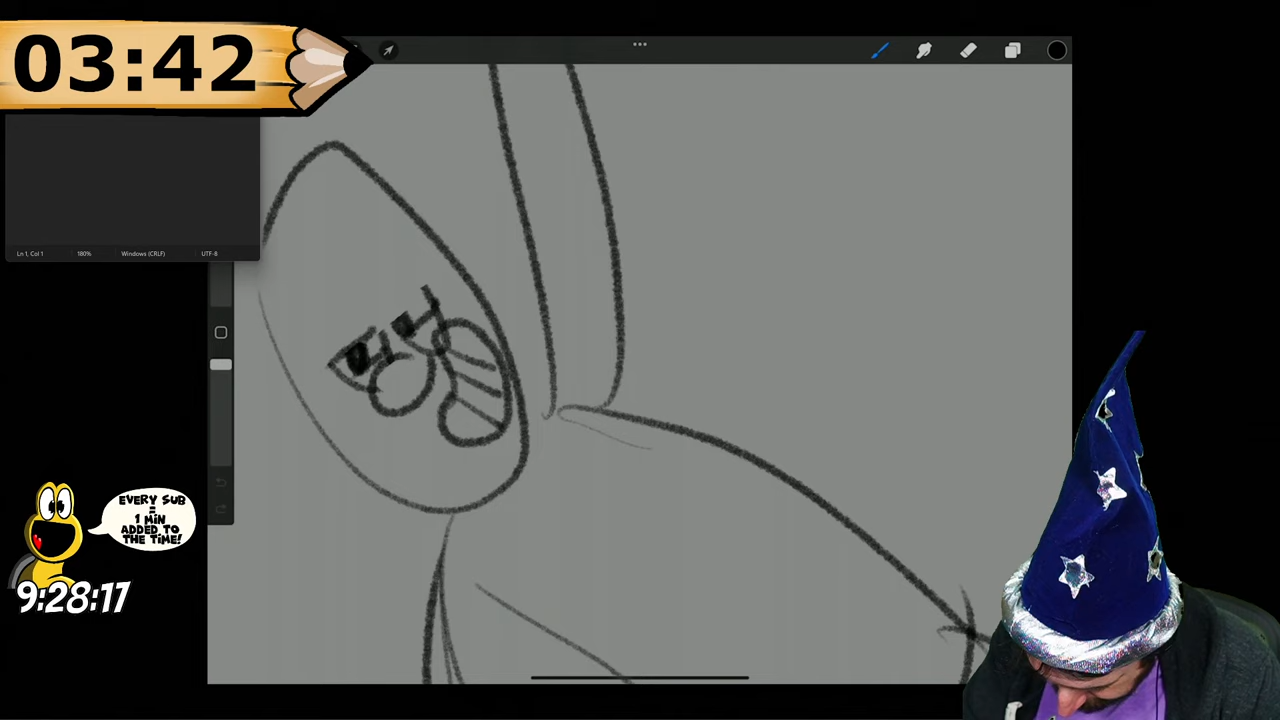 03:42
Ln 1, Col 1 180% Windows (CRLF) UTF-8
EVERY SUB
=
1 MIN
ADDED TO
THE TIME!
9:28:17